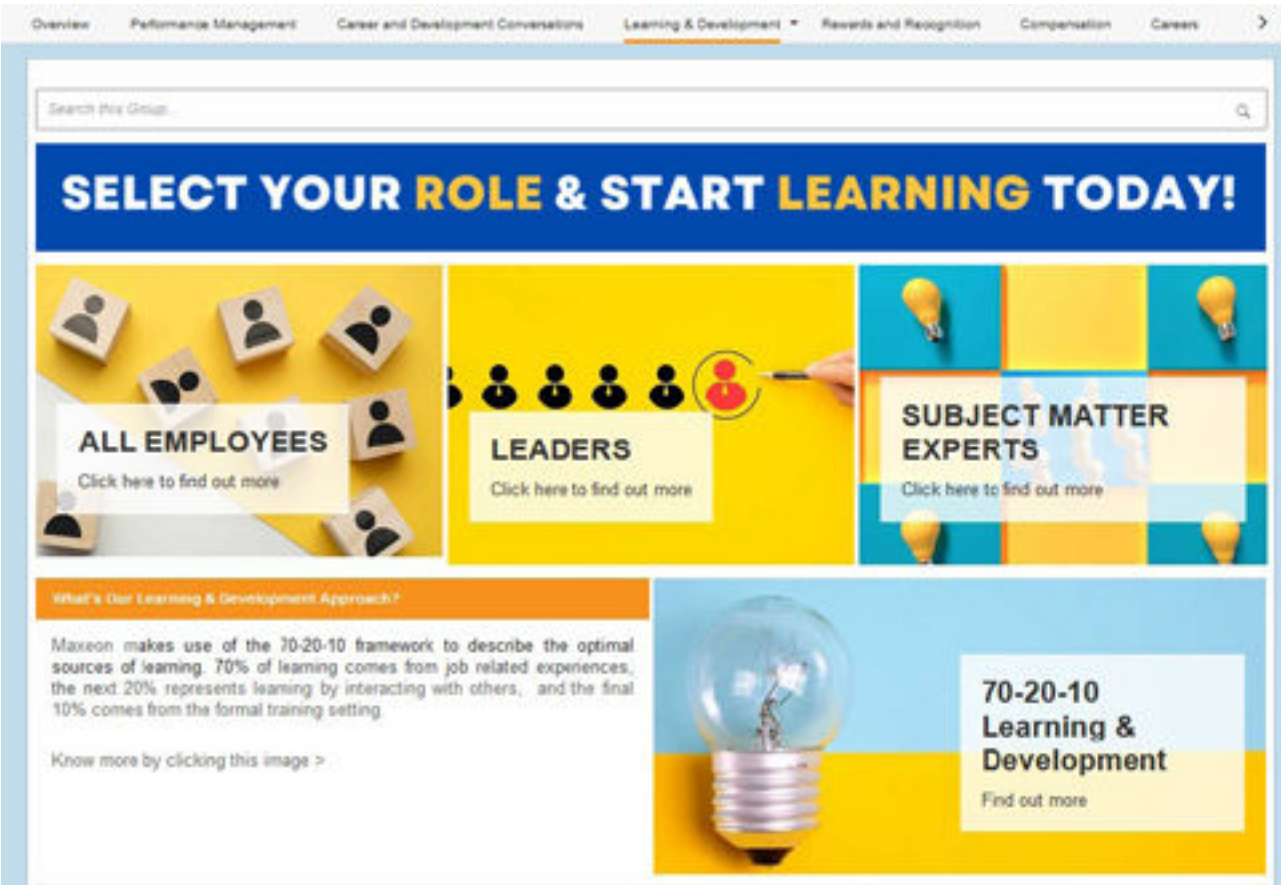 Overview Performance Management Career and Development Conversations Learning & Development Rewards and Recognition Compensation Careers
Search this Group...
SELECT YOUR ROLE & START LEARNING TODAY!
ALL EMPLOYEES
Click here to find out more
LEADERS
Click here to find out more
SUBJECT MATTER
EXPERTS
Click here to find out more
What's Our Learning & Development Approach?
Maxeon makes use of the 70-20-10 framework to describe the optimal
sources of learning. 70% of learning comes from job related experiences,
the next 20% represents learning by interacting with others, and the final
10% comes from the formal training setting.
Know more by clicking this image >
70-20-10
Learning &
Development
Find out more